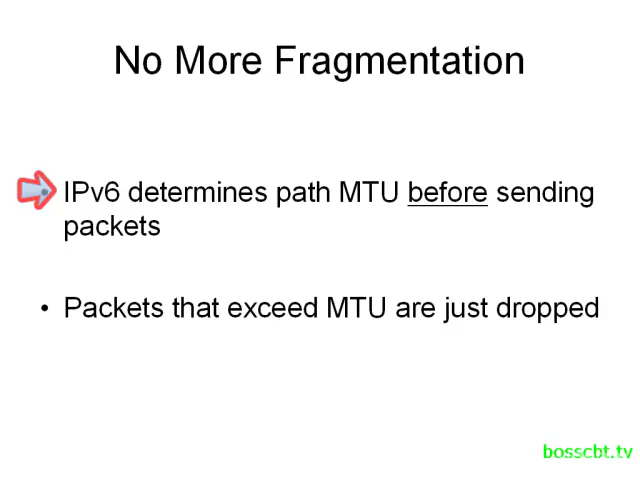 No More Fragmentation
IPv6 determines path MTU before sending
packets
• Packets that exceed MTU are just dropped
bosscbt.tv